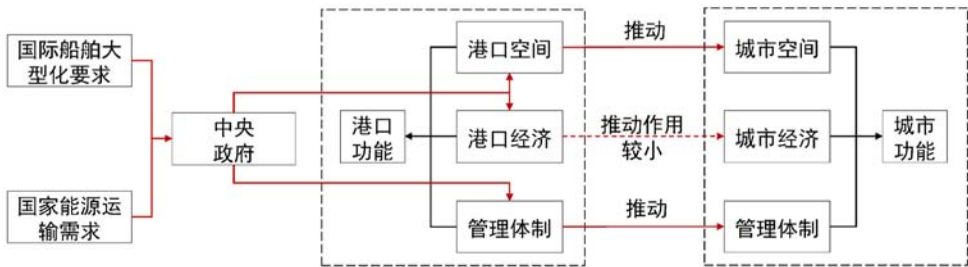 国际船舶大
型化要求
国家能源运
输需求
中央
政府
港口
功能
港口空间
港口经济
管理体制
推动
推动作用
较小
推动
城市空间
城市经济
管理体制
城市
功能